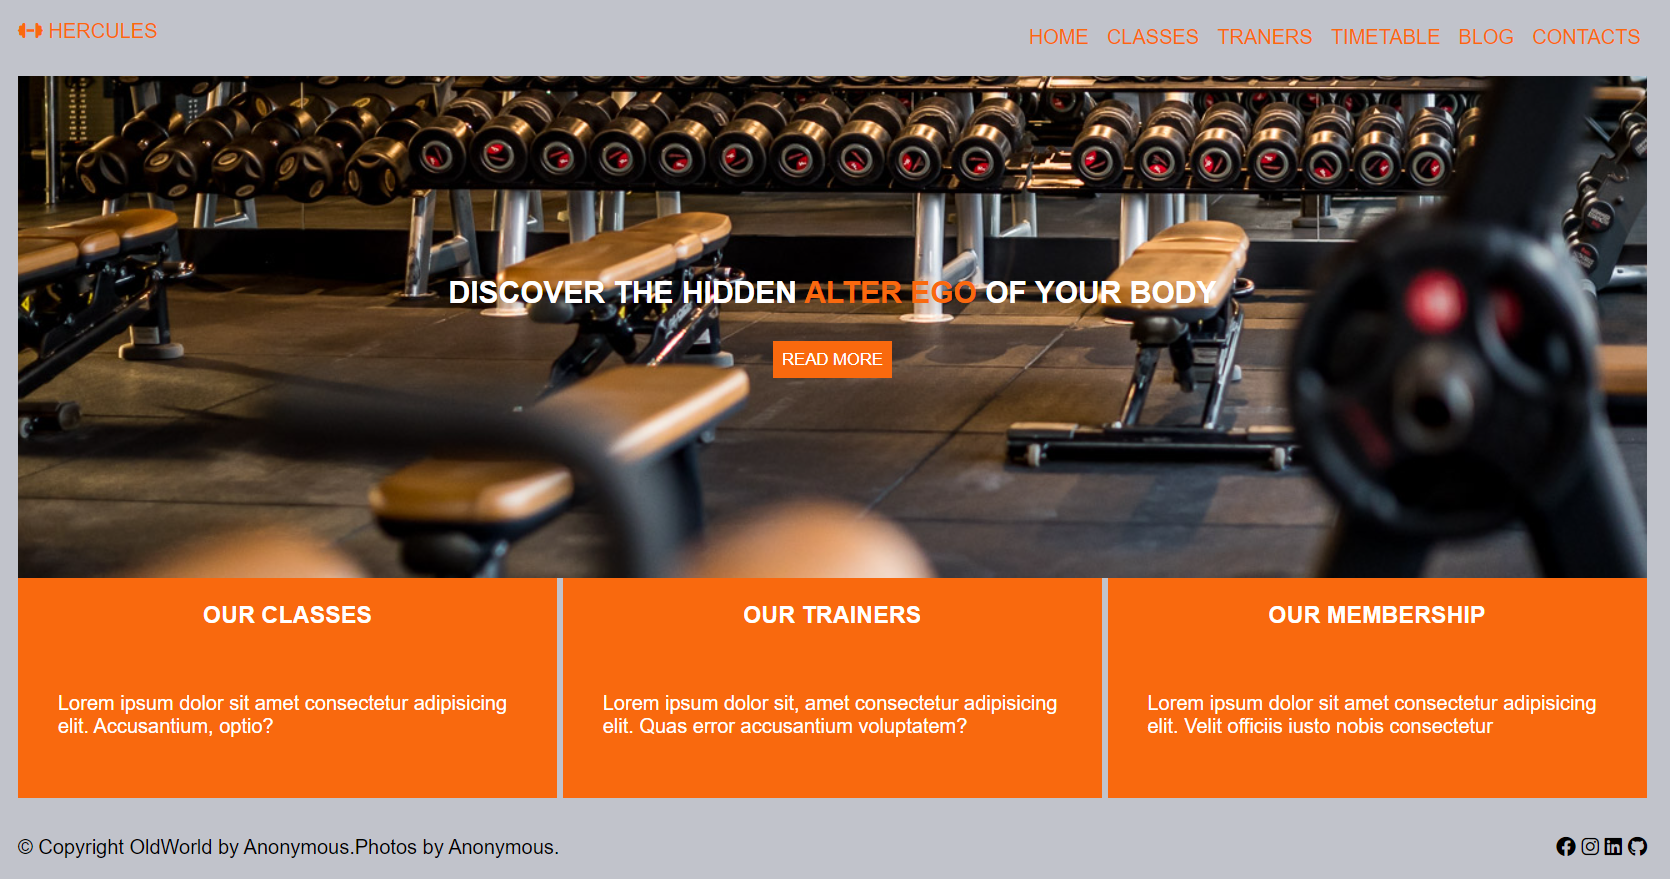 HERCULES
HOME CLASSES TRANERS TIMETABLE BLOG CONTACTS
DISCOVER THE HIDDEN ALTER EGO OF YOUR BODY
READ MORE
OUR CLASSES
Lorem ipsum dolor sit amet consectetur adipisicing
elit. Accusantium, optio?
OUR TRAINERS
Lorem ipsum dolor sit, amet consectetur adipisicing
elit. Quas error accusantium voluptatem?
OUR MEMBERSHIP
Lorem ipsum dolor sit amet consectetur adipisicing
elit. Velit officiis iusto nobis consectetur
© Copyright OldWorld by Anonymous.Photos by Anonymous.